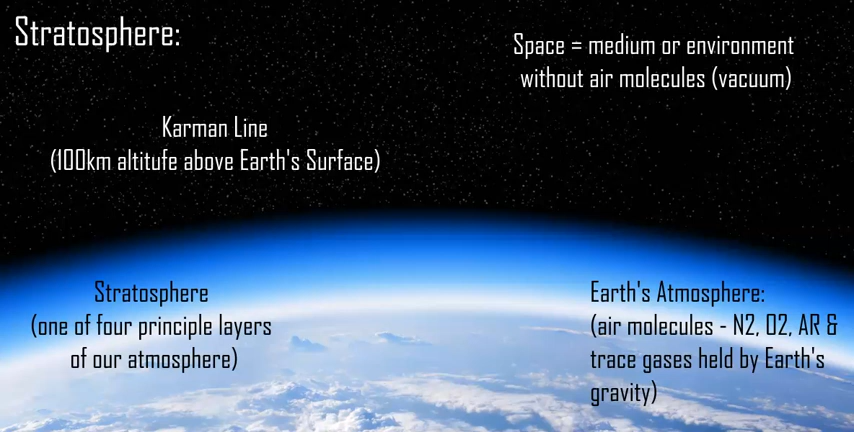 Stratosphere:
Space = medium or environment
without air molecules (vacuum)
Karman Line
(100km altitufe above Earth's Surface)
Stratosphere
(one of four principle layers
of our atmosphere)
Earth's Atmosphere:
(air molecules - N2, O2, AR &
trace gases held by Earth's
gravity)